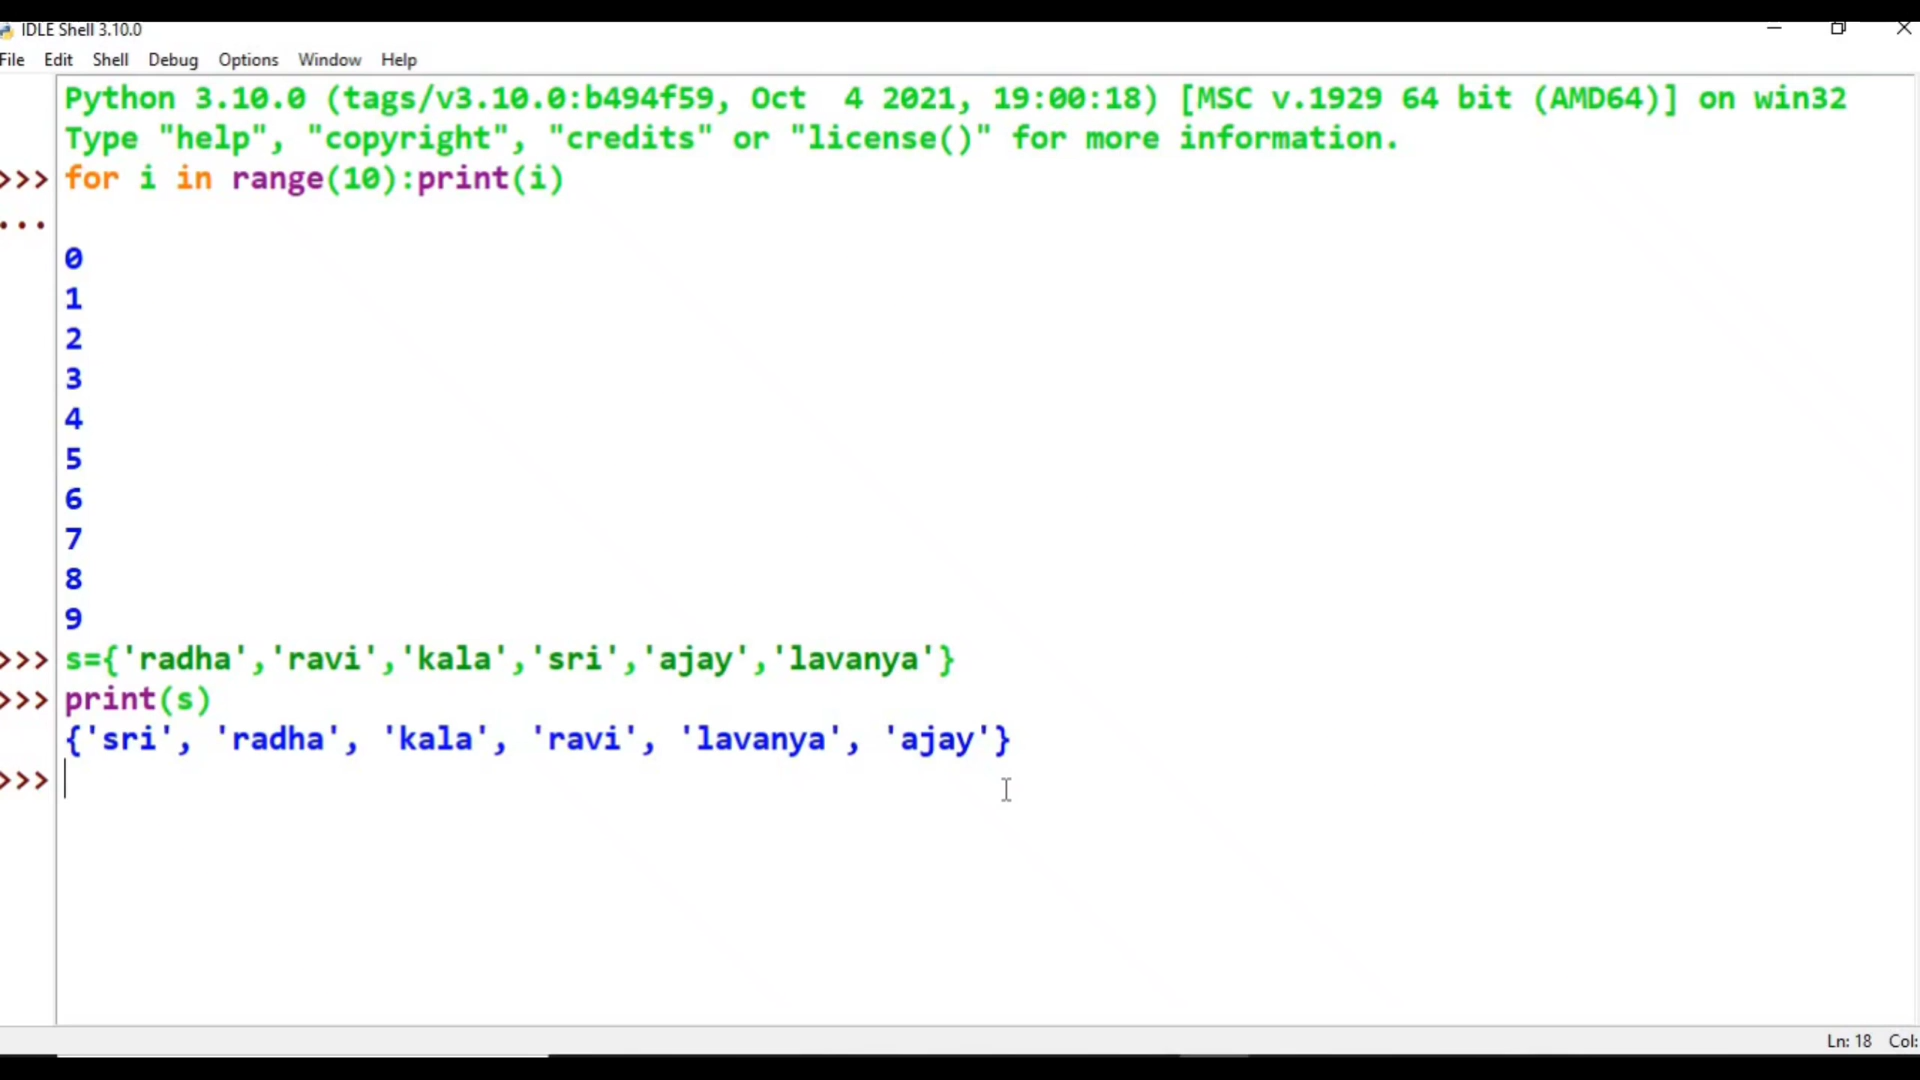 IDLE Shell 3.10.0
File Edit Shell Debug Options Window Help
Python 3.10.0 (tags/v3.10.0:b494f59, Oct  4 2021, 19:00:18) [MSC v.1929 64 bit (AMD64)] on win32
Type "help", "copyright", "credits" or "license()" for more information.
>>> for i in range(10):print(i)
...
0
1
2
3
4
5
6
7
8
9
>>> s={'radha','ravi','kala','sri','ajay','lavanya'}
>>> print(s)
{'sri', 'radha', 'kala', 'ravi', 'lavanya', 'ajay'}
>>>
Ln: 18 Col: